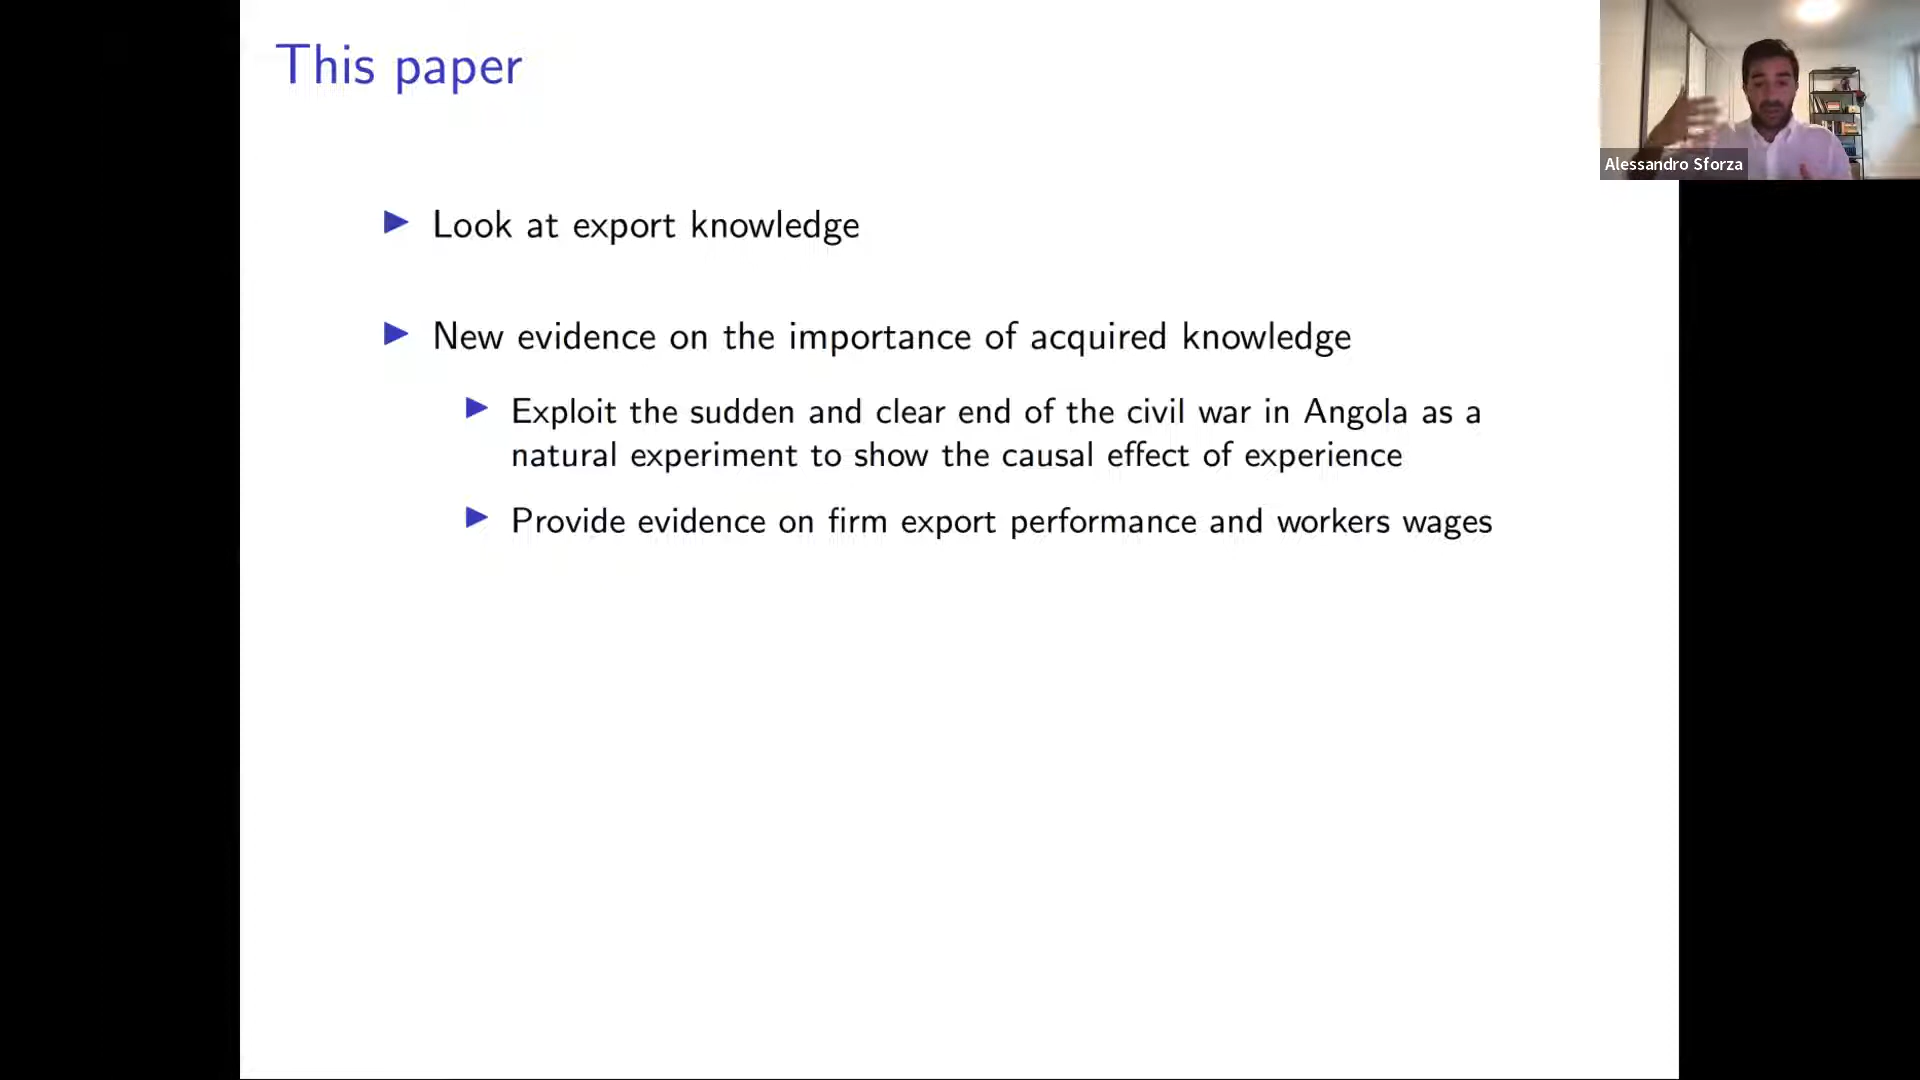 This paper
Alessandro Sforza
Look at export knowledge
New evidence on the importance of acquired knowledge
Exploit the sudden and clear end of the civil war in Angola as a
natural experiment to show the causal effect of experience
Provide evidence on firm export performance and workers wages